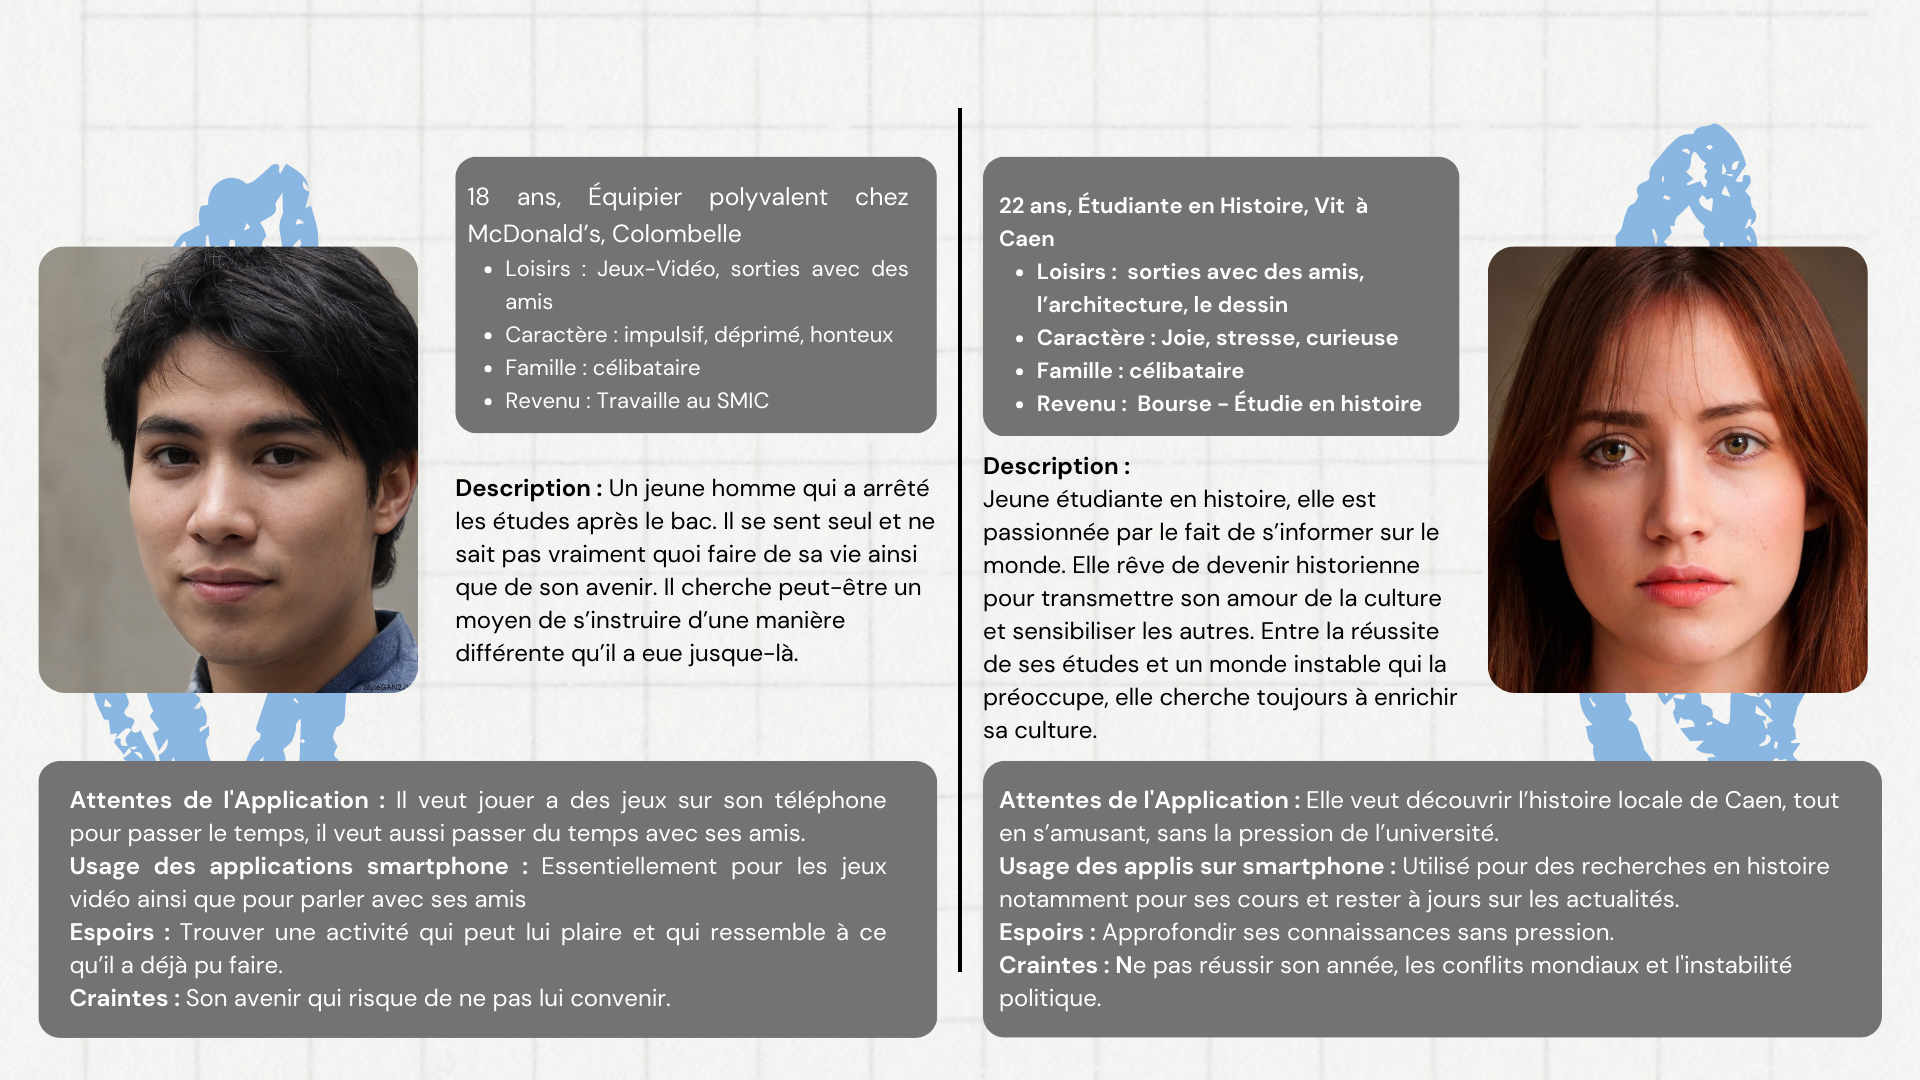 18 ans, Équipier polyvalent chez
McDonald’s, Colombelle
• Loisirs : Jeux-Vidéo, sorties avec des
amis
• Caractère : impulsif, déprimé, honteux
• Famille : célibataire
• Revenu : Travaille au SMIC
Description : Un jeune homme qui a arrêté
les études après le bac. Il se sent seul et ne
sait pas vraiment quoi faire de sa vie ainsi
que de son avenir. Il cherche peut-être un
moyen de s’instruire d’une manière
différente qu’il a eue jusque-là.
StyleGAN2
Attentes de l'Application : Il veut jouer a des jeux sur son téléphone
pour passer le temps, il veut aussi passer du temps avec ses amis.
Usage des applications smartphone : Essentiellement pour les jeux
vidéo ainsi que pour parler avec ses amis
Espoirs : Trouver une activité qui peut lui plaire et qui ressemble à ce
qu’il a déjà pu faire.
Craintes : Son avenir qui risque de ne pas lui convenir.
22 ans, Étudiante en Histoire, Vit à
Caen
• Loisirs : sorties avec des amis,
l’architecture, le dessin
• Caractère : Joie, stresse, curieuse
• Famille : célibataire
• Revenu : Bourse - Étudie en histoire
Description :
Jeune étudiante en histoire, elle est
passionnée par le fait de s’informer sur le
monde. Elle rêve de devenir historienne
pour transmettre son amour de la culture
et sensibiliser les autres. Entre la réussite
de ses études et un monde instable qui la
préoccupe, elle cherche toujours à enrichir
sa culture.
Attentes de l'Application : Elle veut découvrir l’histoire locale de Caen, tout
en s’amusant, sans la pression de l’université.
Usage des applis sur smartphone : Utilisé pour des recherches en histoire
notamment pour ses cours et rester à jours sur les actualités.
Espoirs : Approfondir ses connaissances sans pression.
Craintes : Ne pas réussir son année, les conflits mondiaux et l'instabilité
politique.